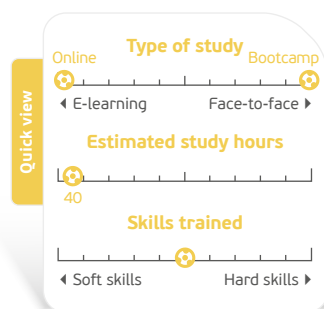 Quick view
Type of study
Online Bootcamp
◄ E-learning Face-to-face ►
Estimated study hours
40
Skills trained
◄ Soft skills Hard skills ►